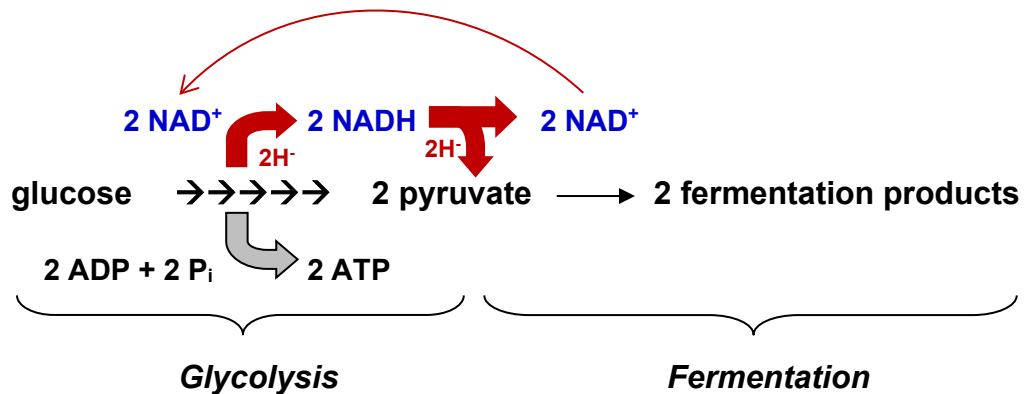 2 NAD⁺ 2 NADH 2 NAD⁺
2H⁻ 2H⁻
glucose →→→→→ 2 pyruvate → 2 fermentation products
2 ADP + 2 Pᵢ 2 ATP
Glycolysis Fermentation